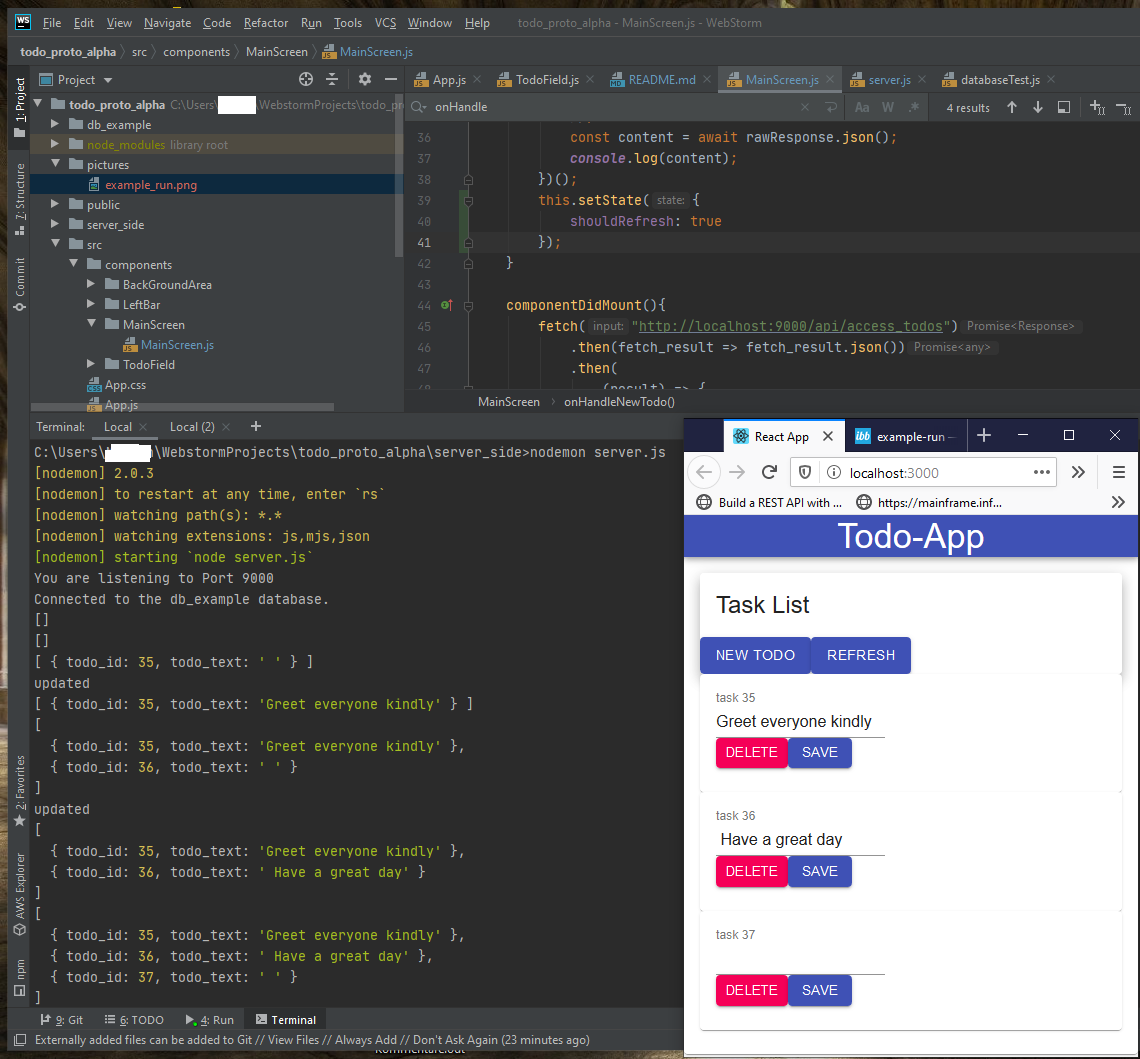 WS File Edit View Navigate Code Refactor Run Tools VCS Window Help todo_proto_alpha - MainScreen.js - WebStorm
todo_proto_alpha src components MainScreen MainScreen.js
1: Project
7: Structure
Commit
2: Favorites
AWS Explorer
npm
Project
todo_proto_alpha C:\Users\ \WebstormProjects\todo_pr
db_example
node_modules library root
pictures
example_run.png
public
server_side
src
components
BackGroundArea
LeftBar
MainScreen
MainScreen.js
TodoField
App.css
App.js
App.js TodoField.js README.md MainScreen.js server.js databaseTest.js
onHandle Aa W .* 4 results
36 const content = await rawResponse.json();
37 console.log(content);
38 })();
39 this.setState( state: {
40 shouldRefresh: true
41 });
42 }
43
44 componentDidMount(){
45 fetch( input: "http://localhost:9000/api/access_todos") Promise<Response>
46 .then(fetch_result => fetch_result.json()) Promise<any>
47 .then(
48 (result) => {
MainScreen onHandleNewTodo()
Terminal: Local Local (2) +
C:\Users\ \WebstormProjects\todo_proto_alpha\server_side>nodemon server.js
[nodemon] 2.0.3
[nodemon] to restart at any time, enter `rs`
[nodemon] watching path(s): *.*
[nodemon] watching extensions: js,mjs,json
[nodemon] starting `node server.js`
You are listening to Port 9000
Connected to the db_example database.
[]
[]
[ { todo_id: 35, todo_text: ' ' } ]
updated
[ { todo_id: 35, todo_text: 'Greet everyone kindly' } ]
[
{ todo_id: 35, todo_text: 'Greet everyone kindly' },
{ todo_id: 36, todo_text: ' ' }
]
updated
[
{ todo_id: 35, todo_text: 'Greet everyone kindly' },
{ todo_id: 36, todo_text: ' Have a great day' }
]
[
{ todo_id: 35, todo_text: 'Greet everyone kindly' },
{ todo_id: 36, todo_text: ' Have a great day' },
{ todo_id: 37, todo_text: ' ' }
]
9: Git 6: TODO 4: Run Terminal
Externally added files can be added to Git // View Files // Always Add // Don't Ask Again (23 minutes ago)
React App ibb example-run —
localhost:3000
Build a REST API with ... https://mainframe.inf...
Todo-App
Task List
NEW TODO REFRESH
task 35
Greet everyone kindly
DELETE SAVE
task 36
Have a great day
DELETE SAVE
task 37
DELETE SAVE